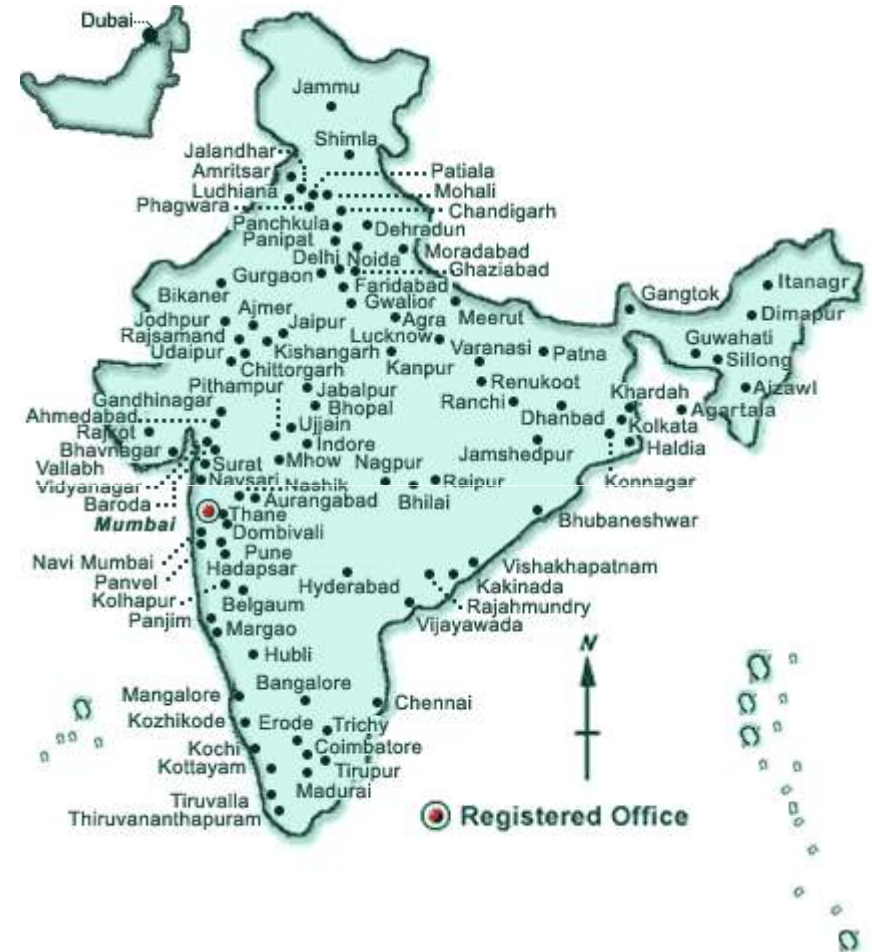 Dubai
Jammu
Shimla
Jalandhar
Amritsar
Patiala
Ludhiana
Mohali
Phagwara
Chandigarh
Panchkula
Dehradun
Panipat
Moradabad
Delhi Noida
Ghaziabad
Gurgaon
Faridabad
Bikaner
Gwalior
Gangtok
Itanagr
Ajmer
Meerut
Dimapur
Jodhpur
Jaipur
Agra
Rajsamand
Lucknow
Guwahati
Udaipur
Kishangarh
Varanasi
Patna
Sillong
Chittorgarh
Kanpur
Pithampur
Jabalpur
Renukoot
Aizawl
Gandhinagar
Bhopal
Ranchi
Khardah
Agartala
Ahmedabad
Dhanbad
Kolkata
Rajkot
Ujjain
Haldia
Bhavnagar
Indore
Jamshedpur
Vallabh
Vidyanagar
Surat
Mhow
Nagpur
Navsari
Nashik
Raipur
Konnagar
Baroda
Aurangabad
Bhilai
Mumbai
Thane
Bhubaneshwar
Dombivali
Navi Mumbai
Pune
Panvel
Hadapsar
Vishakhapatnam
Kolhapur
Hyderabad
Kakinada
Belgaum
Rajahmundry
Panjim
Margao
Vijayawada
N
Hubli
Bangalore
Mangalore
Chennai
Kozhikode
Erode
Trichy
Kochi
Coimbatore
Kottayam
Tirupur
Madurai
Tiruvalla
Thiruvananthapuram
Registered Office